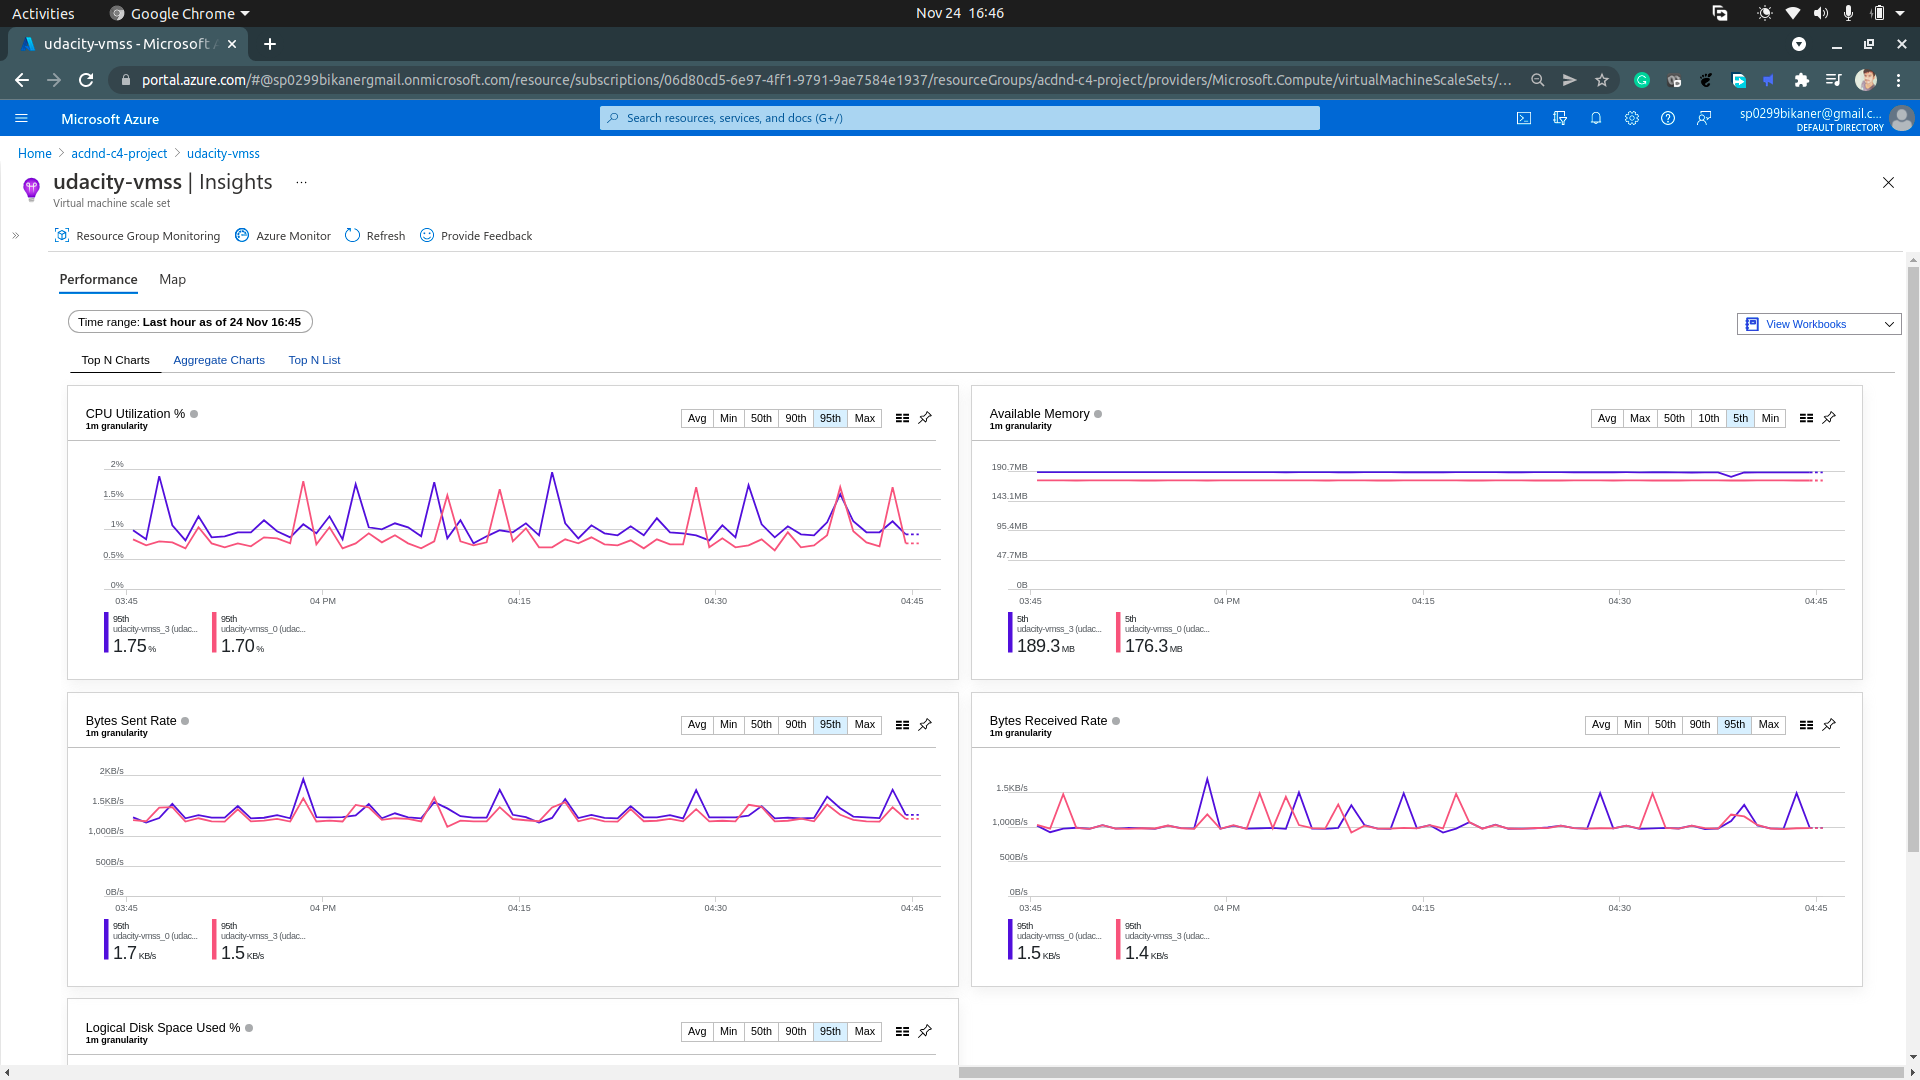 Activities
Google Chrome
Nov 24 16:46
udacity-vmss - Microsoft A
portal.azure.com/#@sp0299bikanergmail.onmicrosoft.com/resource/subscriptions/06d80cd5-6e97-4ff1-9791-9ae7584e1937/resourceGroups/acdnd-c4-project/providers/Microsoft.Compute/virtualMachineScaleSets/...
Microsoft Azure
Search resources, services, and docs (G+/)
sp0299bikaner@gmail.c...
DEFAULT DIRECTORY
Home > acdnd-c4-project > udacity-vmss
udacity-vmss | Insights ...
Virtual machine scale set
Resource Group Monitoring Azure Monitor Refresh Provide Feedback
Performance Map
Time range: Last hour as of 24 Nov 16:45
View Workbooks
Top N Charts Aggregate Charts Top N List
CPU Utilization %
1m granularity
Avg Min 50th 90th 95th Max
2%
1.5%
1%
0.5%
0%
03:45 04 PM 04:15 04:30 04:45
95th
udacity-vmss_3 (udac...
1.75 %
95th
udacity-vmss_0 (udac...
1.70 %
Available Memory
1m granularity
Avg Max 50th 10th 5th Min
190.7MB
143.1MB
95.4MB
47.7MB
0B
03:45 04 PM 04:15 04:30 04:45
5th
udacity-vmss_3 (udac...
189.3 MB
5th
udacity-vmss_0 (udac...
176.3 MB
Bytes Sent Rate
1m granularity
Avg Min 50th 90th 95th Max
2KB/s
1.5KB/s
1,000B/s
500B/s
0B/s
03:45 04 PM 04:15 04:30 04:45
95th
udacity-vmss_0 (udac...
1.7 KB/s
95th
udacity-vmss_3 (udac...
1.5 KB/s
Bytes Received Rate
1m granularity
Avg Min 50th 90th 95th Max
1.5KB/s
1,000B/s
500B/s
0B/s
03:45 04 PM 04:15 04:30 04:45
95th
udacity-vmss_0 (udac...
1.5 KB/s
95th
udacity-vmss_3 (udac...
1.4 KB/s
Logical Disk Space Used %
1m granularity
Avg Min 50th 90th 95th Max